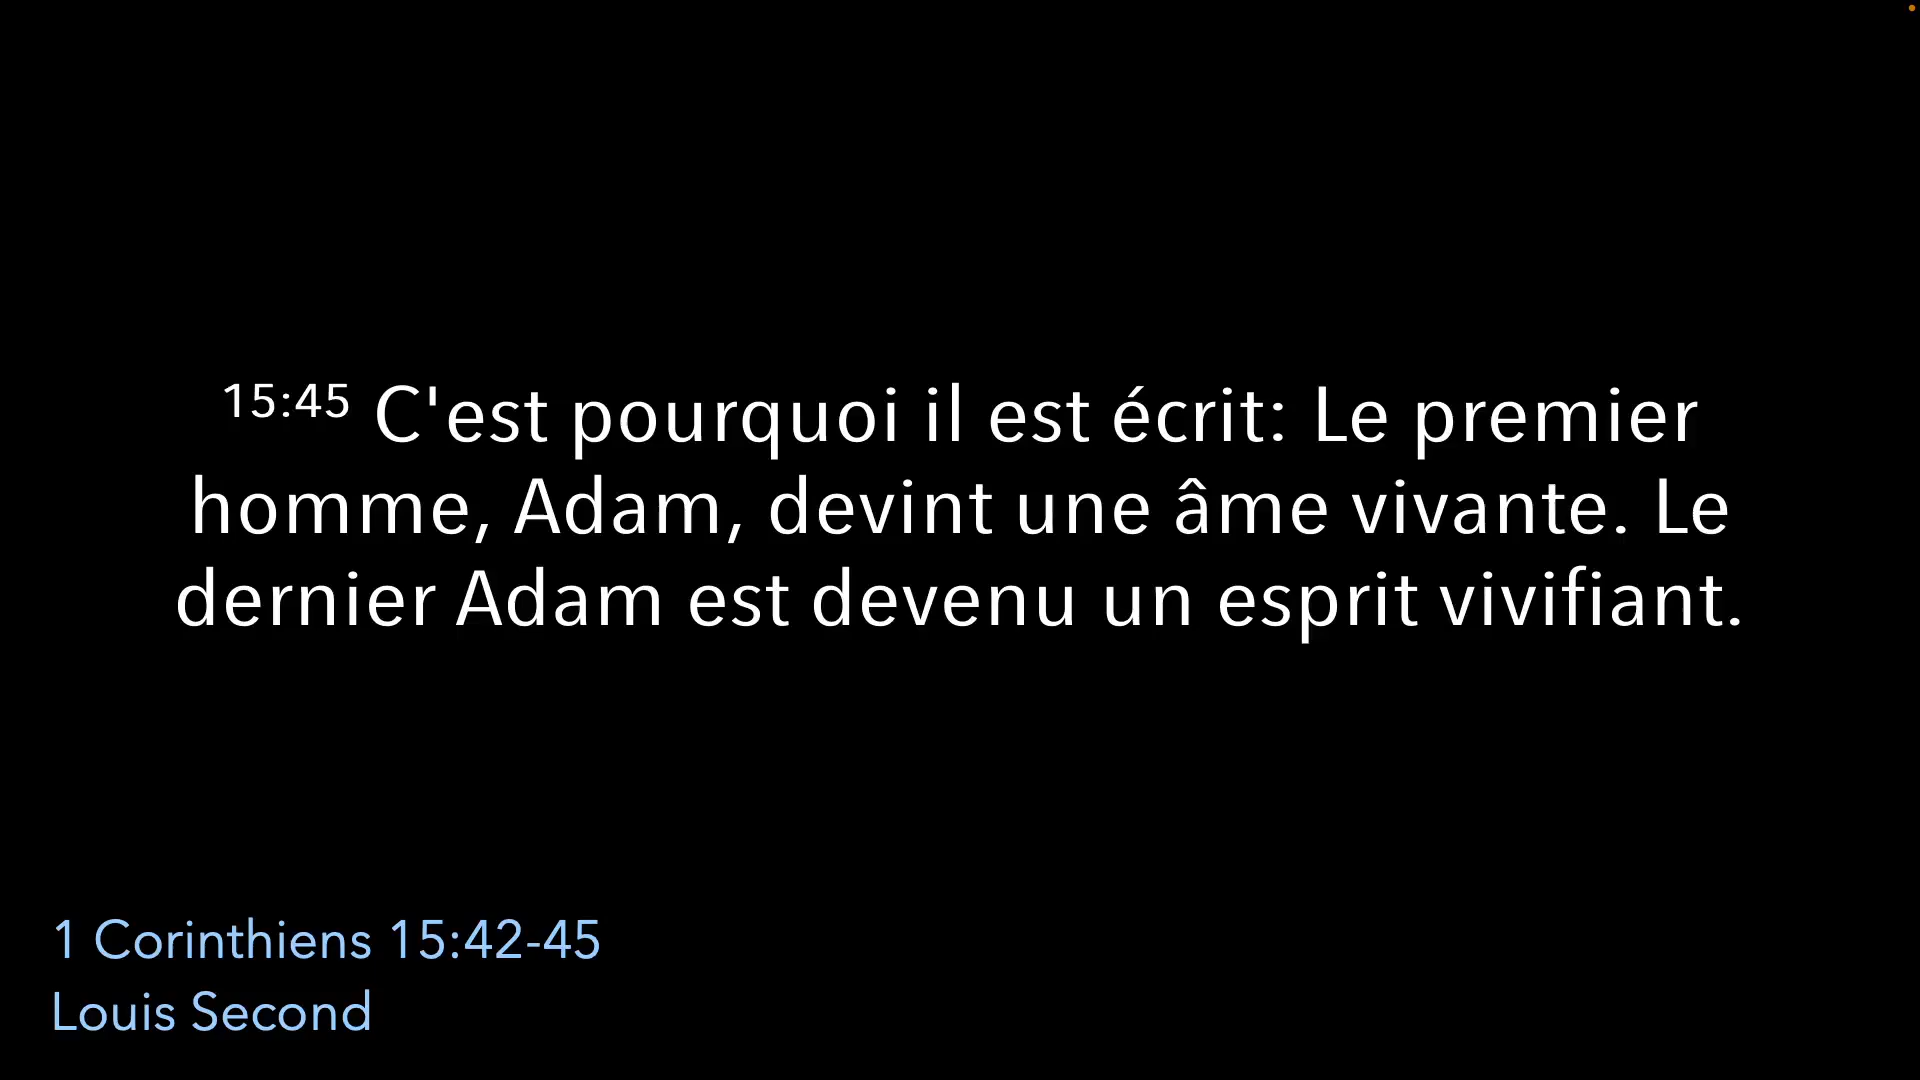 15:45 C'est pourquoi il est écrit: Le premier
homme, Adam, devint une âme vivante. Le
dernier Adam est devenu un esprit vivifiant.
1 Corinthiens 15:42-45
Louis Second